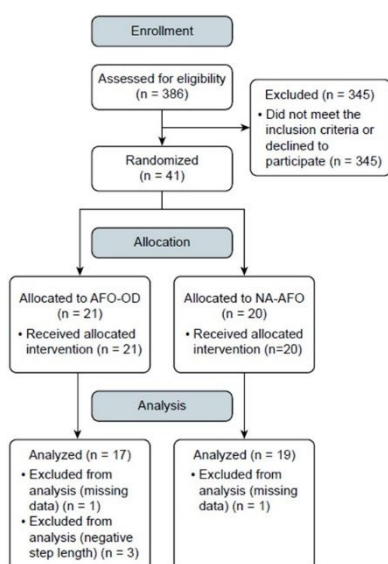 Enrollment
Assessed for eligibility
(n = 386)
Excluded (n = 345)
• Did not meet the
inclusion criteria or
declined to
participate (n = 345)
Randomized
(n = 41)
Allocation
Allocated to AFO-OD
(n = 21)
• Received allocated
intervention (n = 21)
Allocated to NA-AFO
(n = 20)
• Received allocated
intervention (n=20)
Analysis
Analyzed (n = 17)
• Excluded from
analysis (missing
data) (n = 1)
• Excluded from
analysis (negative
step length) (n = 3)
Analyzed (n = 19)
• Excluded from
analysis (missing
data) (n = 1)